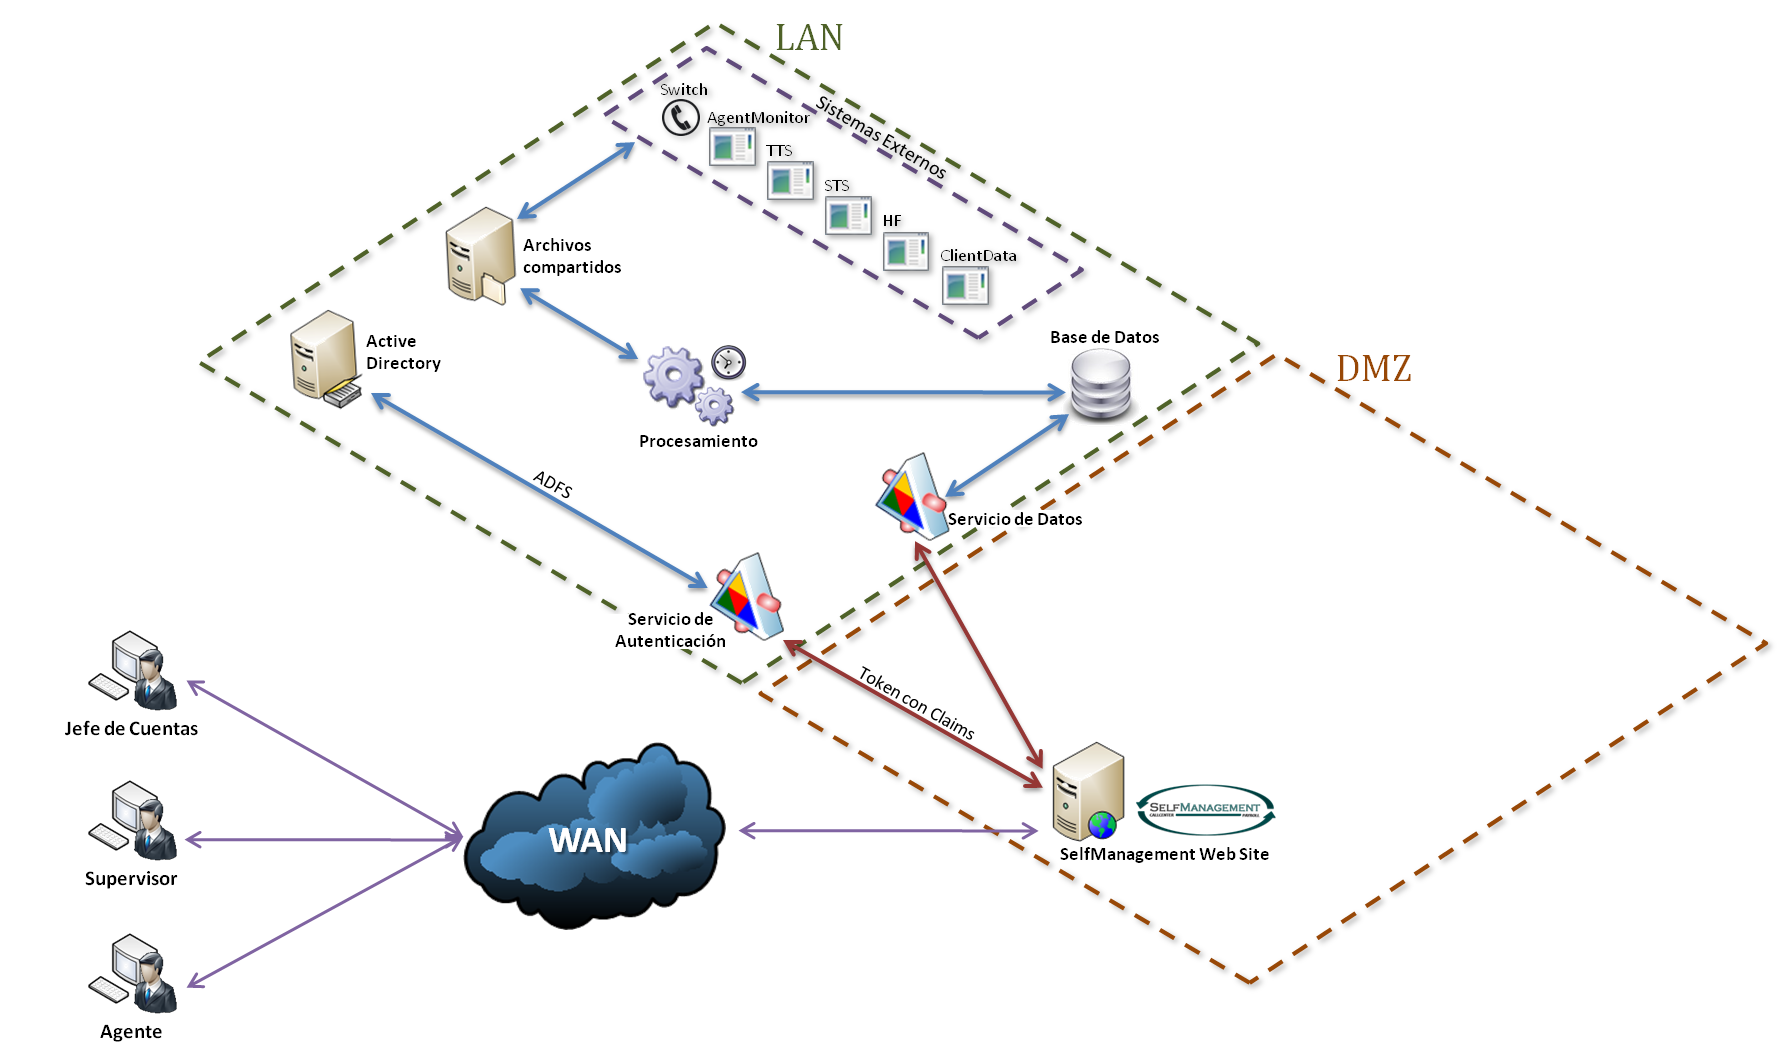 LAN
Switch
Sistemas Externos
AgentMonitor
TTS
STS
HF
ClientData
Archivos
compartidos
Active
Directory
Base de Datos
DMZ
Procesamiento
ADFS
Servicio de Datos
Servicio de
Autenticación
Token con Claims
Jefe de Cuentas
WAN
SELFMANAGEMENT
CALLCENTER PAYROLL
SelfManagement Web Site
Supervisor
Agente